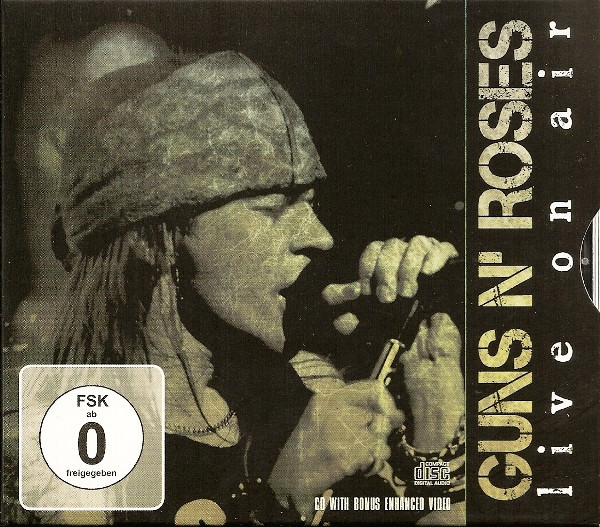 GUNS N' ROSES
live on air
FSK
ab
0
freigegeben
COMPACT
disc
DIGITAL AUDIO
CD WITH BONUS ENHANCED VIDEO